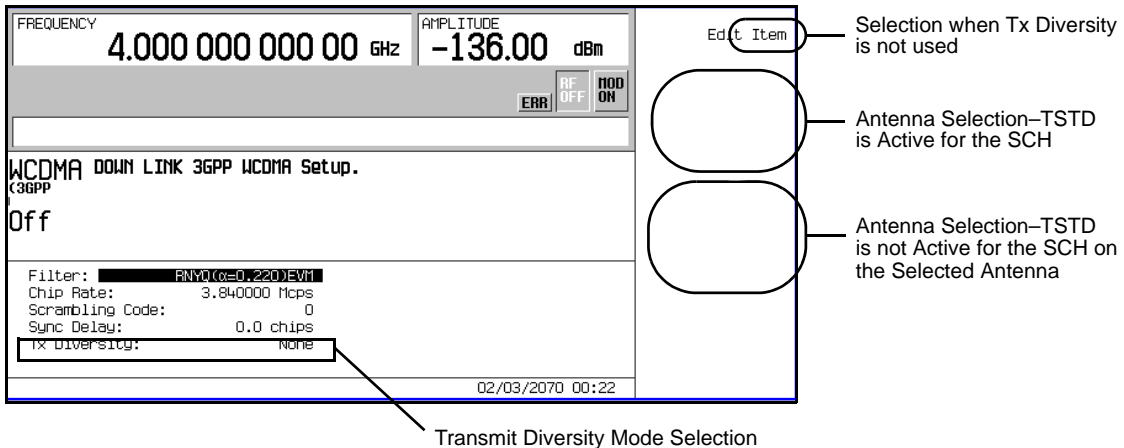 FREQUENCY
4.000 000 000 00 GHz
AMPLITUDE
-136.00 dBm
ERR
RF OFF
MOD ON
WCDMA DOWN LINK 3GPP WCDMA Setup.
(3GPP
Off
Filter: RNYQ(α=0.220)EVM
Chip Rate: 3.840000 Mcps
Scrambling Code: 0
Sync Delay: 0.0 chips
Tx Diversity: None
02/03/2070 00:22
Edit Item
Selection when Tx Diversity
is not used
Antenna Selection–TSTD
is Active for the SCH
Antenna Selection–TSTD
is not Active for the SCH on
the Selected Antenna
Transmit Diversity Mode Selection